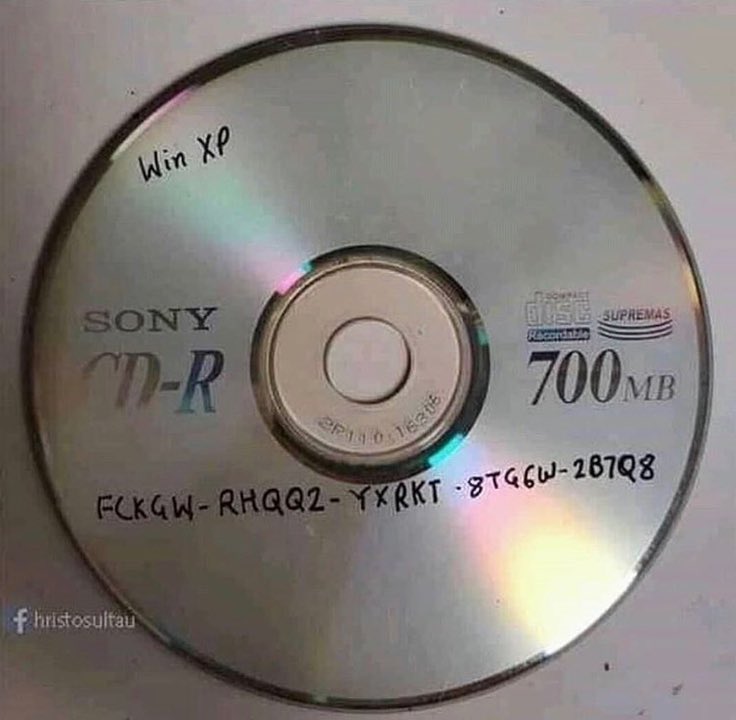 Win XP
SONY
CD-R
COMPACT
disc
Recordable
SUPREMAS
700MB
FCKGW-RHQQ2-YXRKT-8TG6W-2B7Q8
hristosultau